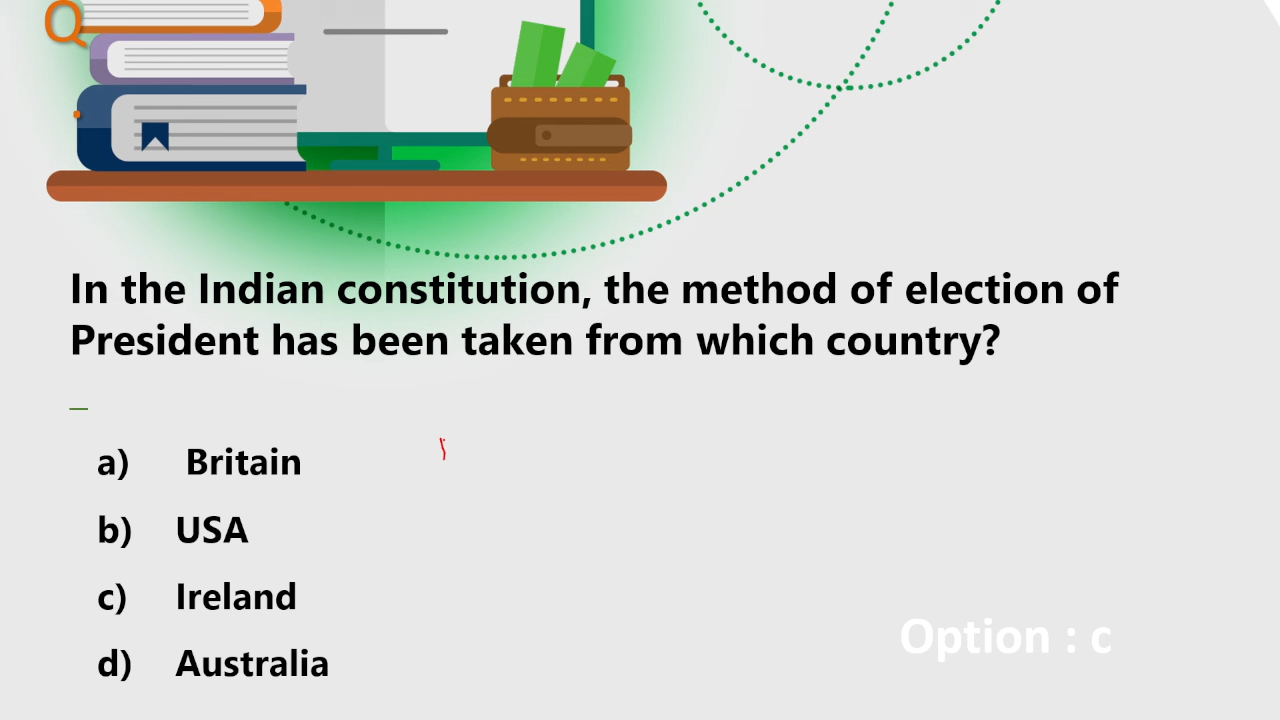 Q
In the Indian constitution, the method of election of
President has been taken from which country?
a) Britain
b) USA
c) Ireland
d) Australia
Option : c